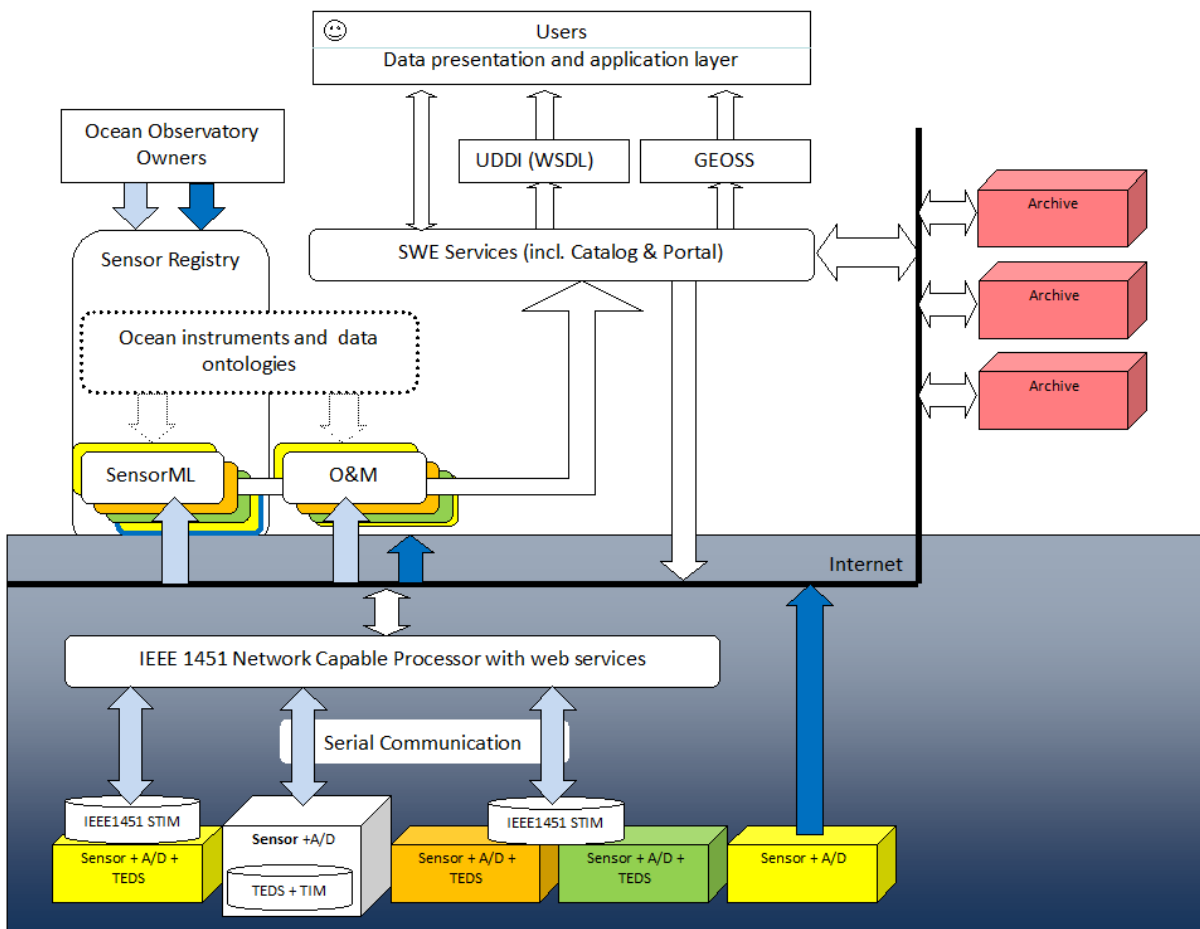 Users
Data presentation and application layer
Ocean Observatory
Owners
UDDI (WSDL)
GEOSS
Archive
Sensor Registry
SWE Services (incl. Catalog & Portal)
Archive
Ocean instruments and data
ontologies
Archive
SensorML
O&M
Internet
IEEE 1451 Network Capable Processor with web services
Serial Communication
IEEE1451 STIM
IEEE1451 STIM
Sensor +A/D
Sensor + A/D +
TEDS
TEDS + TIM
Sensor + A/D +
TEDS
Sensor + A/D +
TEDS
Sensor + A/D